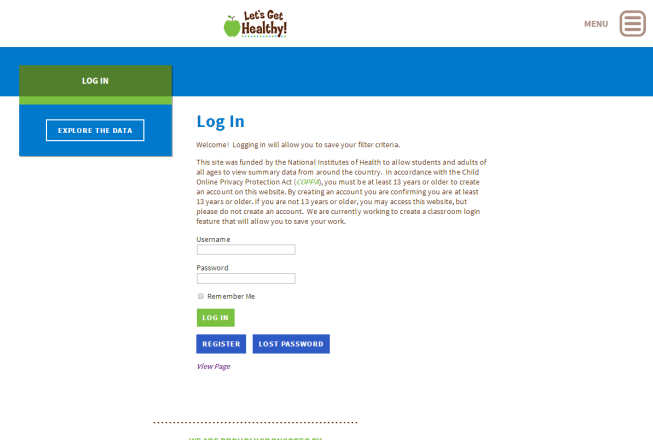 Let's Get
Healthy!
MENU
LOG IN
EXPLORE THE DATA
Log In
Welcome! Logging in will allow you to save your filter criteria.
This site was funded by the National Institutes of Health to allow students and adults of
all ages to view summary data from around the country. In accordance with the Child
Online Privacy Protection Act (COPPA), you must be at least 13 years or older to create
an account on this website. By creating an account you are confirming you are at least
13 years or older. If you are not 13 years or older, you may access this website, but
please do not create an account. We are currently working to create a classroom login
feature that will allow you to save your work.
Username
Password
Remember Me
LOG IN
REGISTER LOST PASSWORD
View Page
WE ARE PROUDLY SPONSORED BY